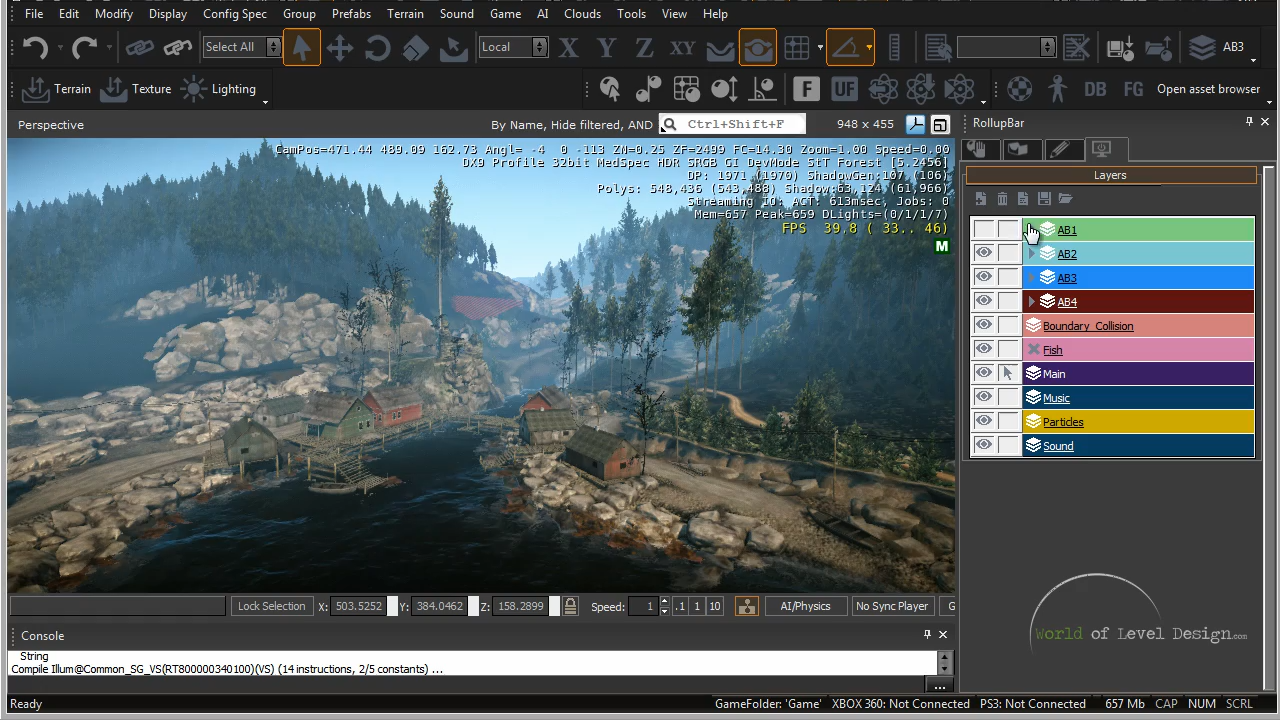 File Edit Modify Display Config Spec Group Prefabs Terrain Sound Game AI Clouds Tools View Help
Select All Local X Y Z XY AB3
Terrain Texture Lighting F UF DB FG Open asset browser
Perspective By Name, Hide filtered, AND Ctrl+Shift+F 948 x 455
CamPos=471.44 489.09 162.73 Angl= -4 0 -113 ZN=0.25 ZF=2499 FC=14.30 Zoom=1.00 Speed=0.00
DX9 Profile 32bit MedSpec HDR SRGB GI DevMode StT Forest [5.2456]
DP: 1971 (1970) ShadowGen:107 (106)
Polys: 548,436 (543,488) Shadow:63,124 (61,966)
Streaming IO: ACT: 613msec, Jobs: 0
Mem=657 Peak=659 DLights=(0/1/1/7)
FPS 39.8 ( 33.. 46)
M
RollupBar
Layers
AB1
AB2
AB3
AB4
Boundary_Collision
Fish
Main
Music
Particles
Sound
World of Level Design.com
Lock Selection X: 503.5252 Y: 384.0462 Z: 158.2899 Speed: 1 .1 1 10 AI/Physics No Sync Player G
Console
String
Compile Illum@Common_SG_VS(RT800000340100)(VS) (14 instructions, 2/5 constants) ...
...
Ready GameFolder: 'Game' XBOX 360: Not Connected PS3: Not Connected 657 Mb CAP NUM SCRL